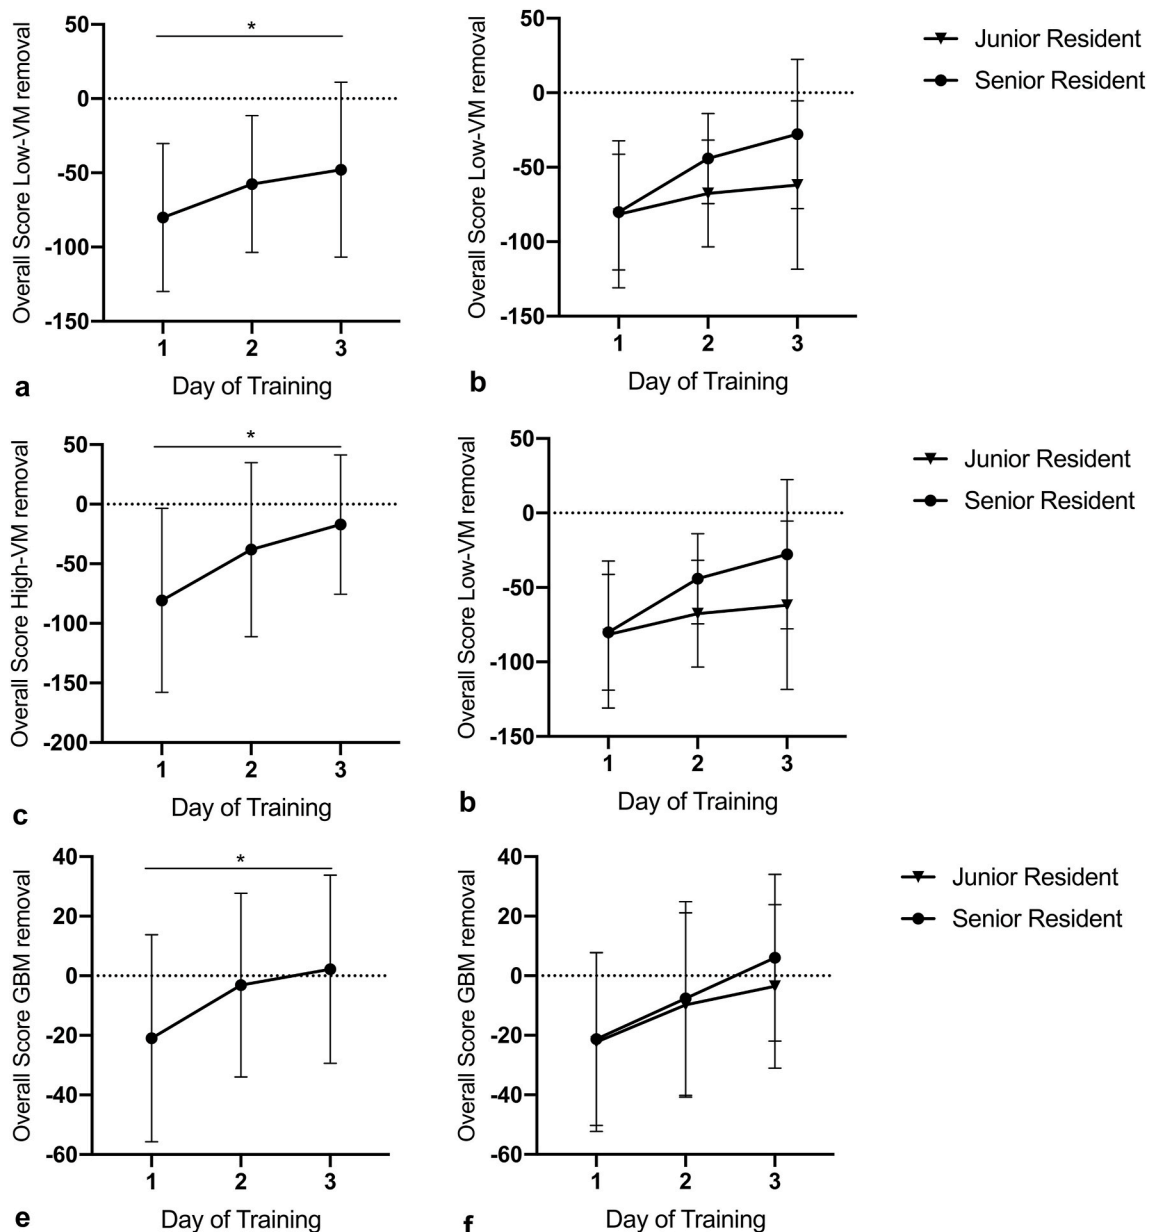 Overall Score Low-VM removal
50
0
-50
-100
-150
*
1 2 3
Day of Training
a
Overall Score Low-VM removal
50
0
-50
-100
-150
1 2 3
Day of Training
b
Junior Resident
Senior Resident
Overall Score High-VM removal
50
0
-50
-100
-150
-200
*
1 2 3
Day of Training
c
Overall Score Low-VM removal
50
0
-50
-100
-150
1 2 3
Day of Training
b
Junior Resident
Senior Resident
Overall Score GBM removal
40
20
0
-20
-40
-60
*
1 2 3
Day of Training
e
Overall Score GBM removal
40
20
0
-20
-40
-60
1 2 3
Day of Training
f
Junior Resident
Senior Resident